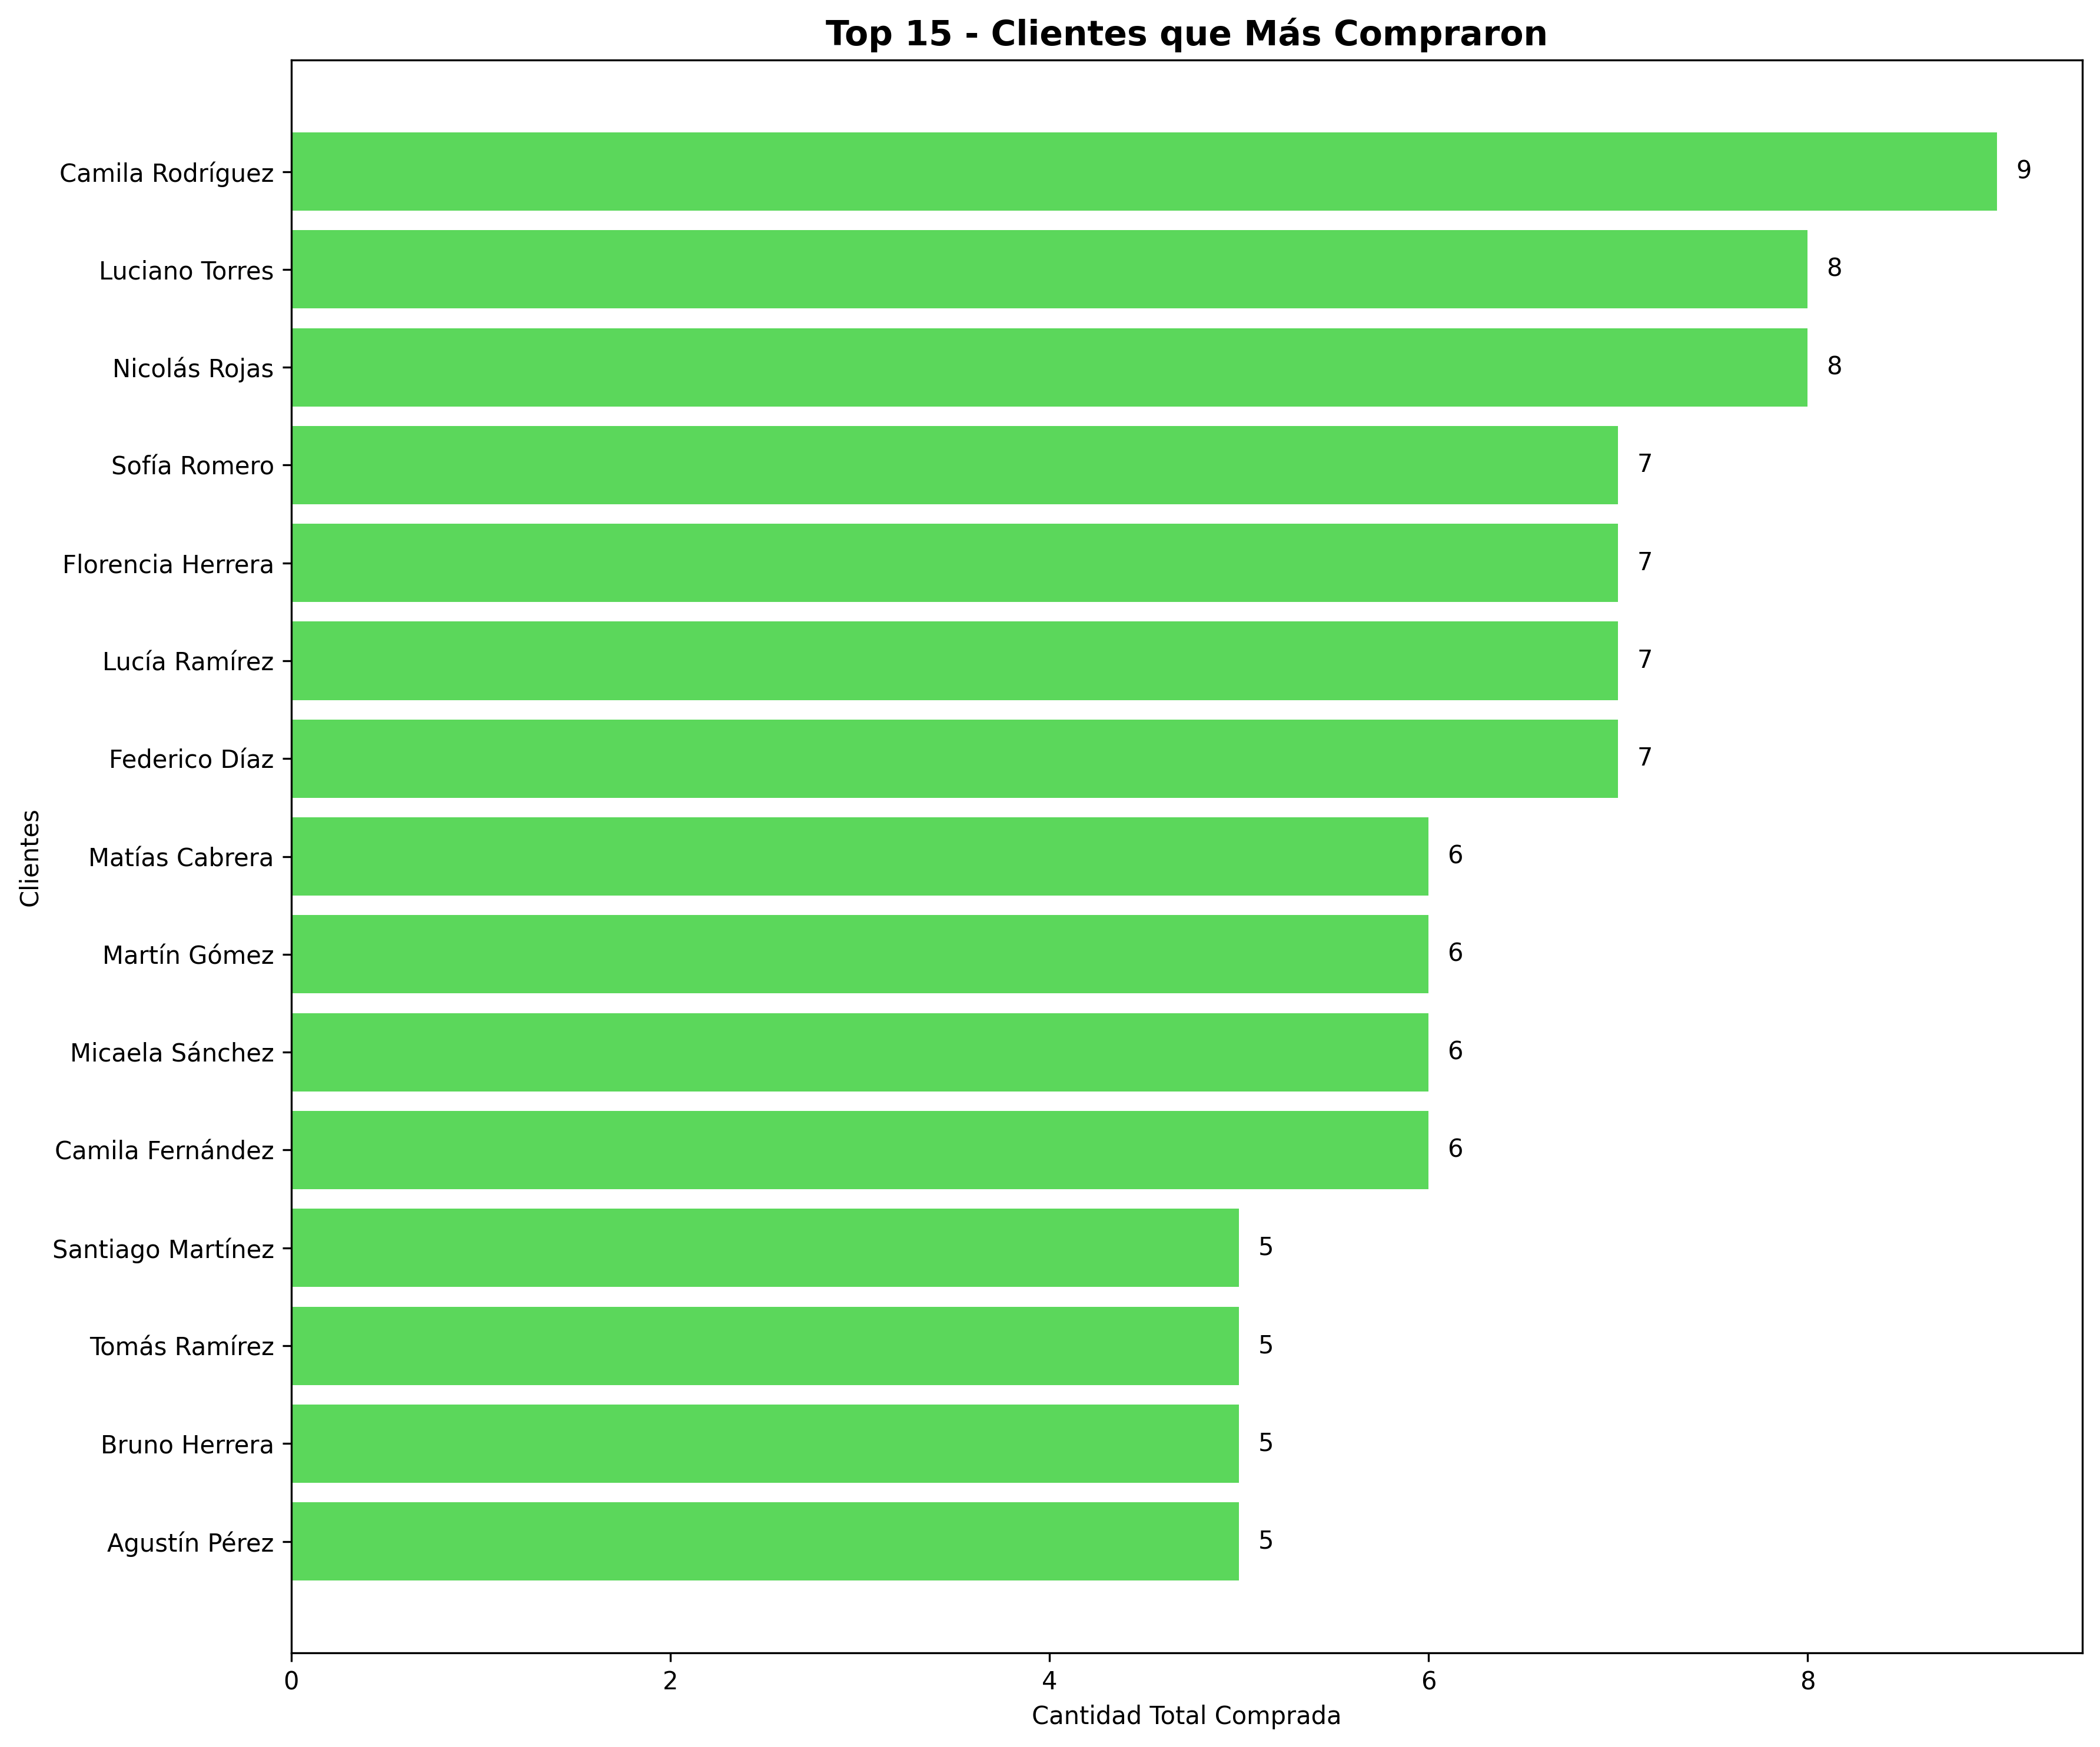 Top 15 - Clientes que Más Compraron
Clientes
Camila Rodríguez 9
Luciano Torres 8
Nicolás Rojas 8
Sofía Romero 7
Florencia Herrera 7
Lucía Ramírez 7
Federico Díaz 7
Matías Cabrera 6
Martín Gómez 6
Micaela Sánchez 6
Camila Fernández 6
Santiago Martínez 5
Tomás Ramírez 5
Bruno Herrera 5
Agustín Pérez 5
0 2 4 6 8
Cantidad Total Comprada